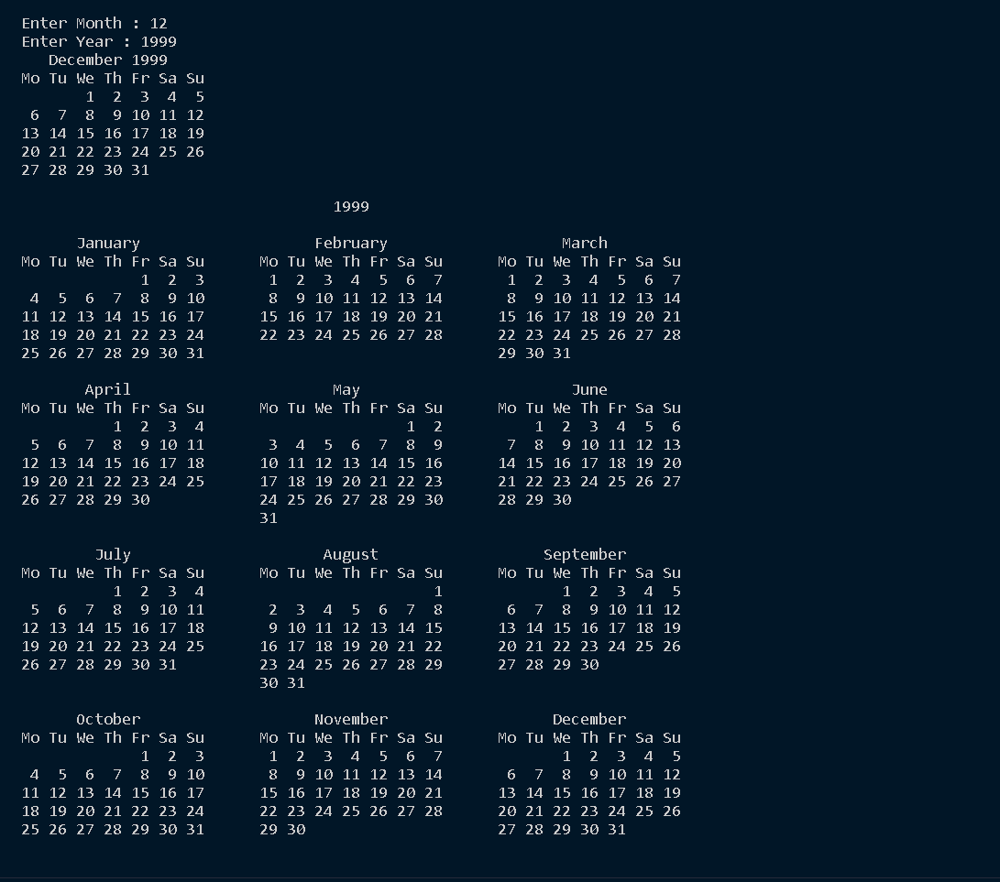 Enter Month : 12
Enter Year : 1999
   December 1999
Mo Tu We Th Fr Sa Su
       1  2  3  4  5
 6  7  8  9 10 11 12
13 14 15 16 17 18 19
20 21 22 23 24 25 26
27 28 29 30 31

                                  1999

      January                   February                   March
Mo Tu We Th Fr Sa Su      Mo Tu We Th Fr Sa Su      Mo Tu We Th Fr Sa Su
             1  2  3       1  2  3  4  5  6  7       1  2  3  4  5  6  7
 4  5  6  7  8  9 10       8  9 10 11 12 13 14       8  9 10 11 12 13 14
11 12 13 14 15 16 17      15 16 17 18 19 20 21      15 16 17 18 19 20 21
18 19 20 21 22 23 24      22 23 24 25 26 27 28      22 23 24 25 26 27 28
25 26 27 28 29 30 31                                29 30 31

       April                      May                       June
Mo Tu We Th Fr Sa Su      Mo Tu We Th Fr Sa Su      Mo Tu We Th Fr Sa Su
          1  2  3  4                      1  2          1  2  3  4  5  6
 5  6  7  8  9 10 11       3  4  5  6  7  8  9       7  8  9 10 11 12 13
12 13 14 15 16 17 18      10 11 12 13 14 15 16      14 15 16 17 18 19 20
19 20 21 22 23 24 25      17 18 19 20 21 22 23      21 22 23 24 25 26 27
26 27 28 29 30            24 25 26 27 28 29 30      28 29 30
                          31

        July                     August                  September
Mo Tu We Th Fr Sa Su      Mo Tu We Th Fr Sa Su      Mo Tu We Th Fr Sa Su
          1  2  3  4                         1             1  2  3  4  5
 5  6  7  8  9 10 11       2  3  4  5  6  7  8       6  7  8  9 10 11 12
12 13 14 15 16 17 18       9 10 11 12 13 14 15      13 14 15 16 17 18 19
19 20 21 22 23 24 25      16 17 18 19 20 21 22      20 21 22 23 24 25 26
26 27 28 29 30 31         23 24 25 26 27 28 29      27 28 29 30
                          30 31

      October                   November                  December
Mo Tu We Th Fr Sa Su      Mo Tu We Th Fr Sa Su      Mo Tu We Th Fr Sa Su
             1  2  3       1  2  3  4  5  6  7             1  2  3  4  5
 4  5  6  7  8  9 10       8  9 10 11 12 13 14       6  7  8  9 10 11 12
11 12 13 14 15 16 17      15 16 17 18 19 20 21      13 14 15 16 17 18 19
18 19 20 21 22 23 24      22 23 24 25 26 27 28      20 21 22 23 24 25 26
25 26 27 28 29 30 31      29 30                     27 28 29 30 31